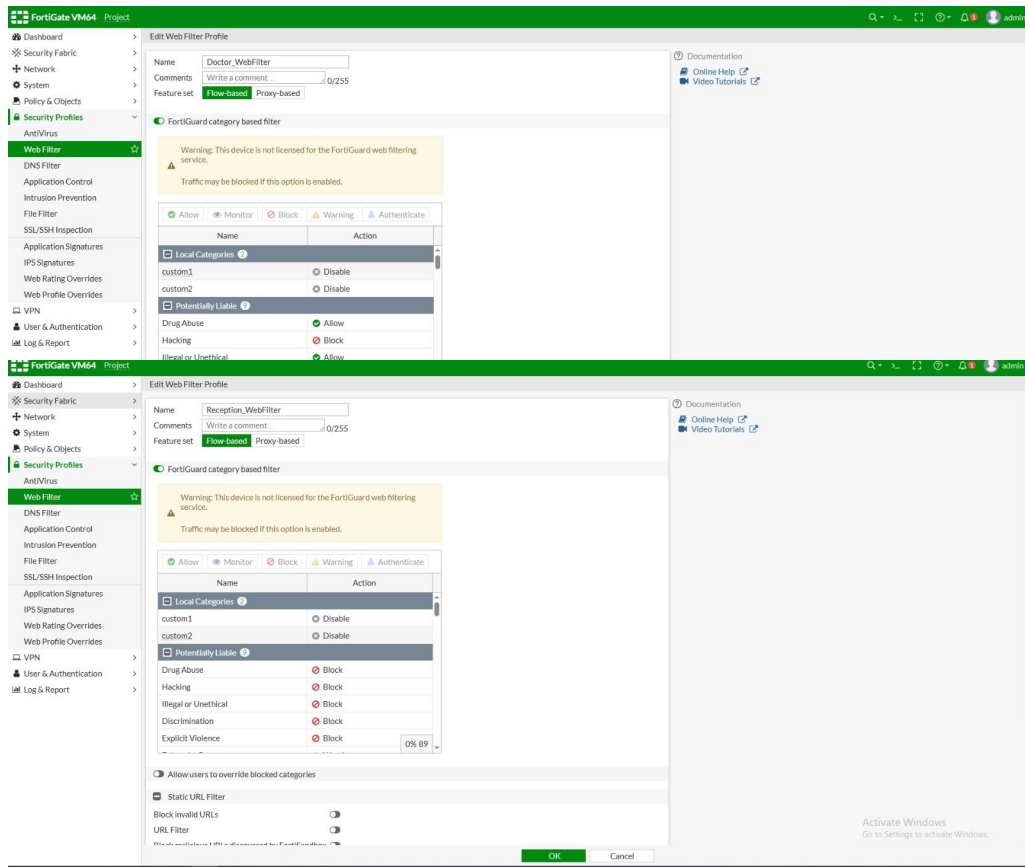 FortiGate VM64 Project admin
Dashboard
Security Fabric
Network
System
Policy & Objects
Security Profiles
AntiVirus
Web Filter
DNS Filter
Application Control
Intrusion Prevention
File Filter
SSL/SSH Inspection
Application Signatures
IPS Signatures
Web Rating Overrides
Web Profile Overrides
VPN
User & Authentication
Log & Report
Edit Web Filter Profile
Name Doctor_WebFilter
Comments Write a comment... 0/255
Feature set Flow-based Proxy-based
FortiGuard category based filter
Warning: This device is not licensed for the FortiGuard web filtering
service.
Traffic may be blocked if this option is enabled.
Allow Monitor Block Warning Authenticate
Name Action
Local Categories 2
custom1 Disable
custom2 Disable
Potentially Liable 9
Drug Abuse Allow
Hacking Block
Illegal or Unethical Allow
Documentation
Online Help
Video Tutorials
FortiGate VM64 Project admin
Dashboard
Security Fabric
Network
System
Policy & Objects
Security Profiles
AntiVirus
Web Filter
DNS Filter
Application Control
Intrusion Prevention
File Filter
SSL/SSH Inspection
Application Signatures
IPS Signatures
Web Rating Overrides
Web Profile Overrides
VPN
User & Authentication
Log & Report
Edit Web Filter Profile
Name Reception_WebFilter
Comments Write a comment... 0/255
Feature set Flow-based Proxy-based
FortiGuard category based filter
Warning: This device is not licensed for the FortiGuard web filtering
service.
Traffic may be blocked if this option is enabled.
Allow Monitor Block Warning Authenticate
Name Action
Local Categories 2
custom1 Disable
custom2 Disable
Potentially Liable 9
Drug Abuse Block
Hacking Block
Illegal or Unethical Block
Discrimination Block
Explicit Violence Block
0% 89
Allow users to override blocked categories
Static URL Filter
Block invalid URLs
URL Filter
Block malicious URLs discovered by FortiSandbox
OK Cancel
Documentation
Online Help
Video Tutorials
Activate Windows
Go to Settings to activate Windows.